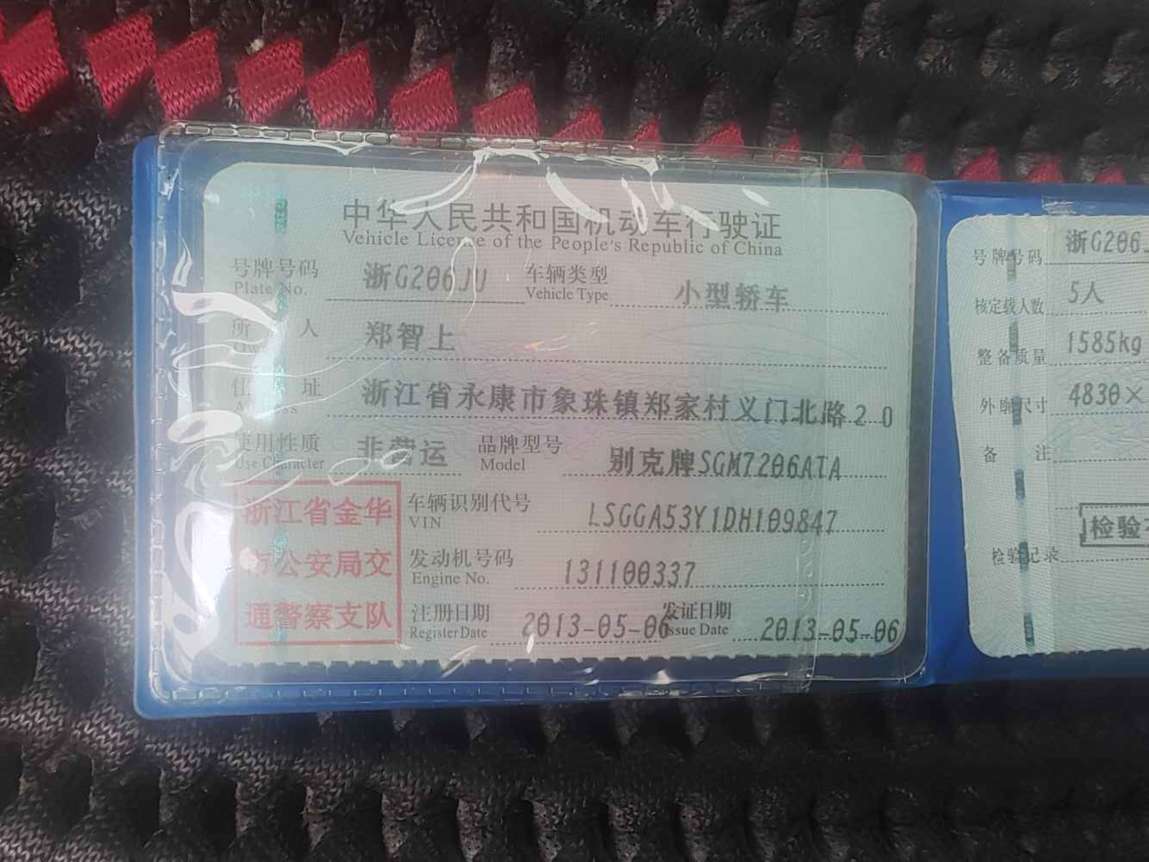 中华人民共和国机动车行驶证
Vehicle License of the People's Republic of China
号牌号码 浙G206JU 车辆类型 小型轿车
Plate No. Vehicle Type
所 人 郑智上
住 址 浙江省永康市象珠镇郑家村义门北路20
使用性质 非营运 品牌型号 别克牌SGM7206ATA
Use Character Model
车辆识别代号 LSGGA53Y1DH109847
VIN
发动机号码 131100337
Engine No.
注册日期 2013-05-06 发证日期 2013-05-06
Register Date Issue Date
浙江省金华
市公安局交
通警察支队
号牌号码 浙G206J
核定载人数 5人
整备质量 1585kg
外廓尺寸 4830×
备 注
检验记录 检验